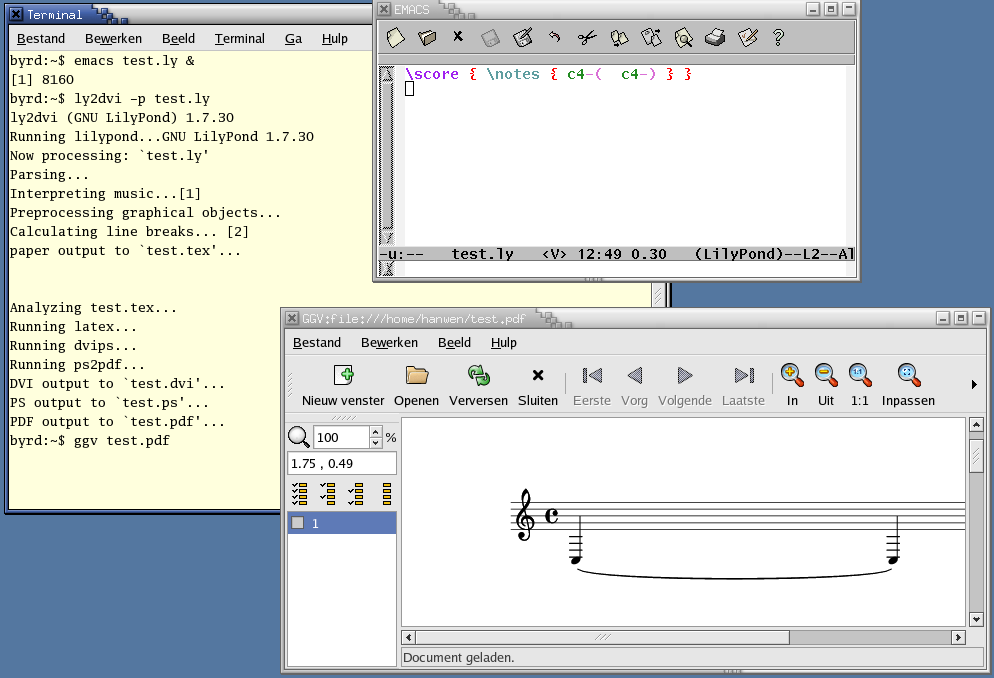 Terminal
Bestand Bewerken Beeld Terminal Ga Hulp
byrd:~$ emacs test.ly &
[1] 8160
byrd:~$ ly2dvi -p test.ly
ly2dvi (GNU LilyPond) 1.7.30
Running lilypond...GNU LilyPond 1.7.30
Now processing: `test.ly'
Parsing...
Interpreting music...[1]
Preprocessing graphical objects...
Calculating line breaks... [2]
paper output to `test.tex'...
Analyzing test.tex...
Running latex...
Running dvips...
Running ps2pdf...
DVI output to `test.dvi'...
PS output to `test.ps'...
PDF output to `test.pdf'...
byrd:~$ ggv test.pdf
EMACS
\score { \notes { c4-( c4-) } }
-u:-- test.ly <V> 12:49 0.30 (LilyPond)--L2--Al
GGV:file:///home/hanwen/test.pdf
Bestand Bewerken Beeld Hulp
Nieuw venster Openen Verversen Sluiten Eerste Vorig Volgende Laatste In Uit 1:1 Inpassen
100 %
1.75 , 0.49
1
Document geladen.